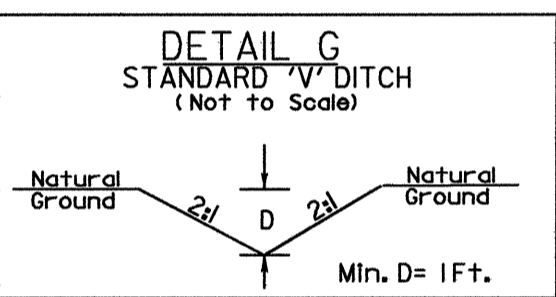 DETAIL G
STANDARD 'V' DITCH
(Not to Scale)
Natural
Ground
2:1
D
2:1
Natural
Ground
Min. D= 1Ft.